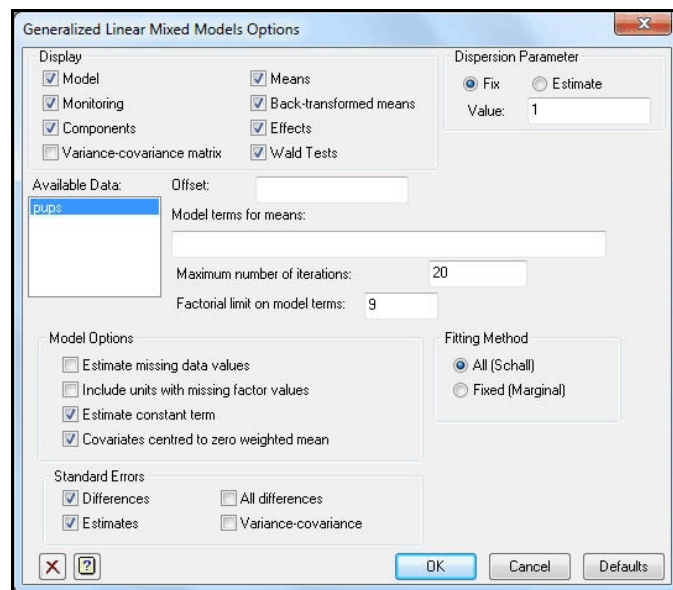 Generalized Linear Mixed Models Options
Display
Model
Means
Monitoring
Back-transformed means
Components
Effects
Variance-covariance matrix
Wald Tests
Dispersion Parameter
Fix
Estimate
Value: 1
Available Data:
pups
Offset:
Model terms for means:
Maximum number of iterations: 20
Factorial limit on model terms: 9
Model Options
Estimate missing data values
Include units with missing factor values
Estimate constant term
Covariates centred to zero weighted mean
Fitting Method
All (Schall)
Fixed (Marginal)
Standard Errors
Differences
All differences
Estimates
Variance-covariance
OK
Cancel
Defaults